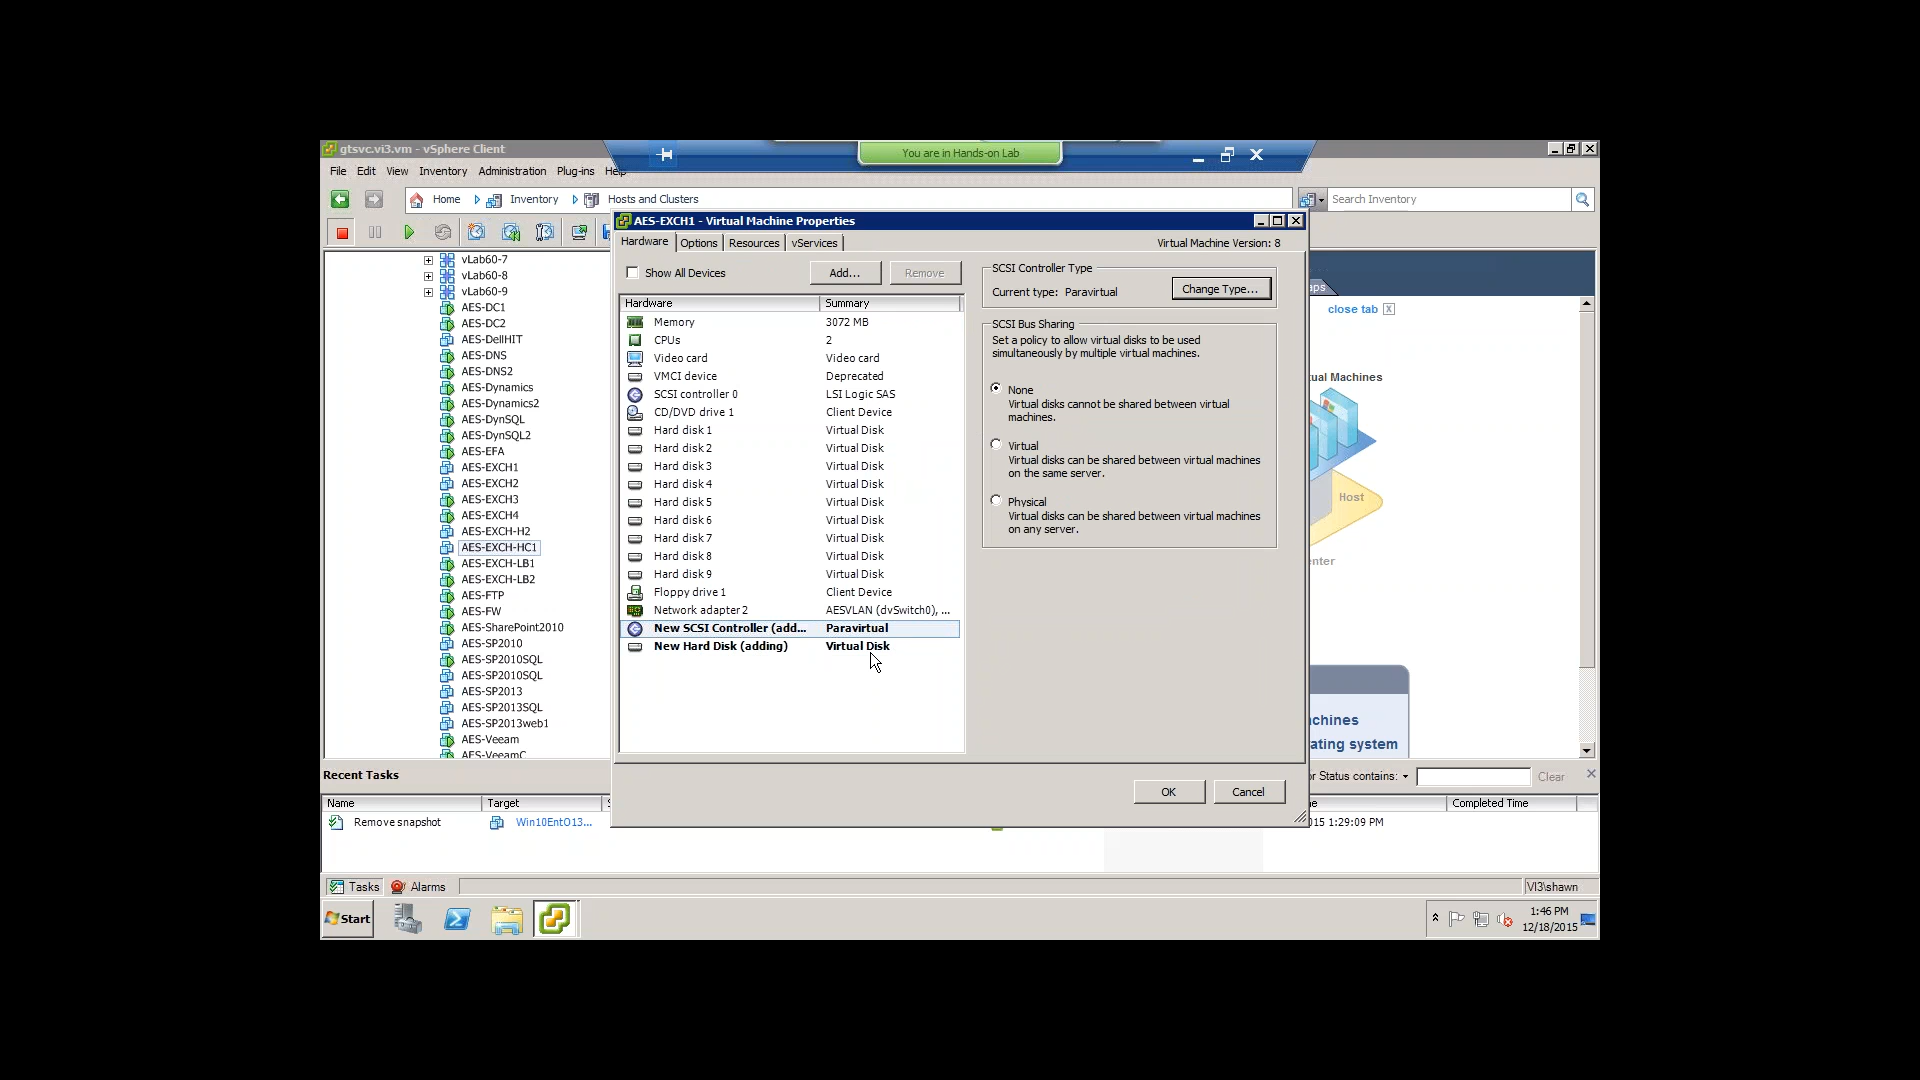 gtsvc.vi3.vm - vSphere Client
You are in Hands-on Lab
File Edit View Inventory Administration Plug-ins Help
Home Inventory Hosts and Clusters
Search Inventory
AES-EXCH1 - Virtual Machine Properties
Hardware Options Resources vServices
Virtual Machine Version: 8
Show All Devices
Add...
Remove
Hardware Summary
Memory 3072 MB
CPUs 2
Video card Video card
VMCI device Deprecated
SCSI controller 0 LSI Logic SAS
CD/DVD drive 1 Client Device
Hard disk 1 Virtual Disk
Hard disk 2 Virtual Disk
Hard disk 3 Virtual Disk
Hard disk 4 Virtual Disk
Hard disk 5 Virtual Disk
Hard disk 6 Virtual Disk
Hard disk 7 Virtual Disk
Hard disk 8 Virtual Disk
Hard disk 9 Virtual Disk
Floppy drive 1 Client Device
Network adapter 2 AESVLAN (dvSwitch0), ...
New SCSI Controller (add... Paravirtual
New Hard Disk (adding) Virtual Disk
SCSI Controller Type
Current type: Paravirtual
Change Type...
SCSI Bus Sharing
Set a policy to allow virtual disks to be used
simultaneously by multiple virtual machines.
None
Virtual disks cannot be shared between virtual
machines.
Virtual
Virtual disks can be shared between virtual machines
on the same server.
Physical
Virtual disks can be shared between virtual machines
on any server.
OK
Cancel
vLab60-7
vLab60-8
vLab60-9
AES-DC1
AES-DC2
AES-DellHIT
AES-DNS
AES-DNS2
AES-Dynamics
AES-Dynamics2
AES-DynSQL
AES-DynSQL2
AES-EFA
AES-EXCH1
AES-EXCH2
AES-EXCH3
AES-EXCH4
AES-EXCH-H2
AES-EXCH-HC1
AES-EXCH-LB1
AES-EXCH-LB2
AES-FTP
AES-FW
AES-SharePoint2010
AES-SP2010
AES-SP2010SQL
AES-SP2010SQL
AES-SP2013
AES-SP2013SQL
AES-SP2013web1
AES-Veeam
AES-VeeamC
aps
close tab
ual Machines
Host
enter
chines
ating system
Recent Tasks
or Status contains:
Clear
Name Target
Completed Time
Remove snapshot Win10EntO13...
015 1:29:09 PM
Tasks Alarms
VI3\shawn
Start
1:46 PM
12/18/2015